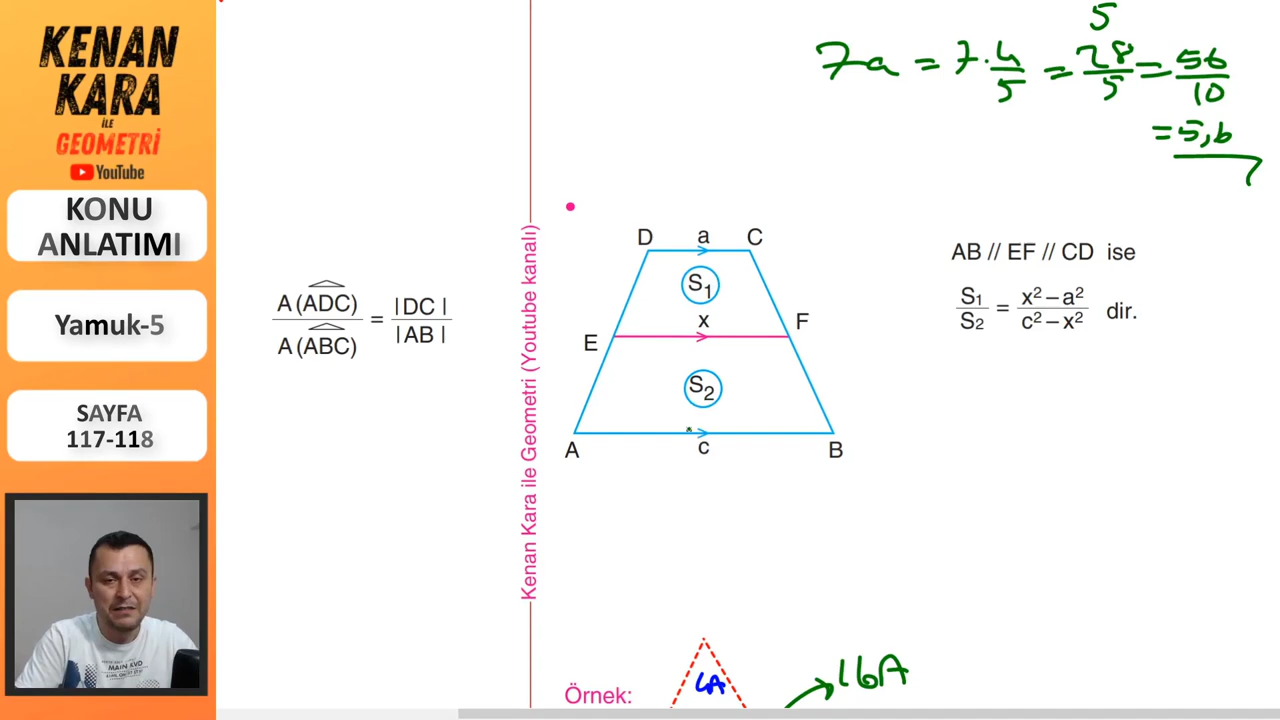 KENAN
KARA
İLE
GEOMETRİ
YouTube
KONU
ANLATIMI
Yamuk-5
SAYFA
117-118
A(ADC) / A(ABC) = |DC| / |AB|
Kenan Kara ile Geometri (Youtube kanalı)
5
7a = 7·4/5 = 28/5 = 56/10
= 5,6
D a C
S1
x
E F
S2
A c B
AB // EF // CD ise
S1/S2 = x² – a² / c² – x² dir.
Örnek:
4A
16A
MAIN